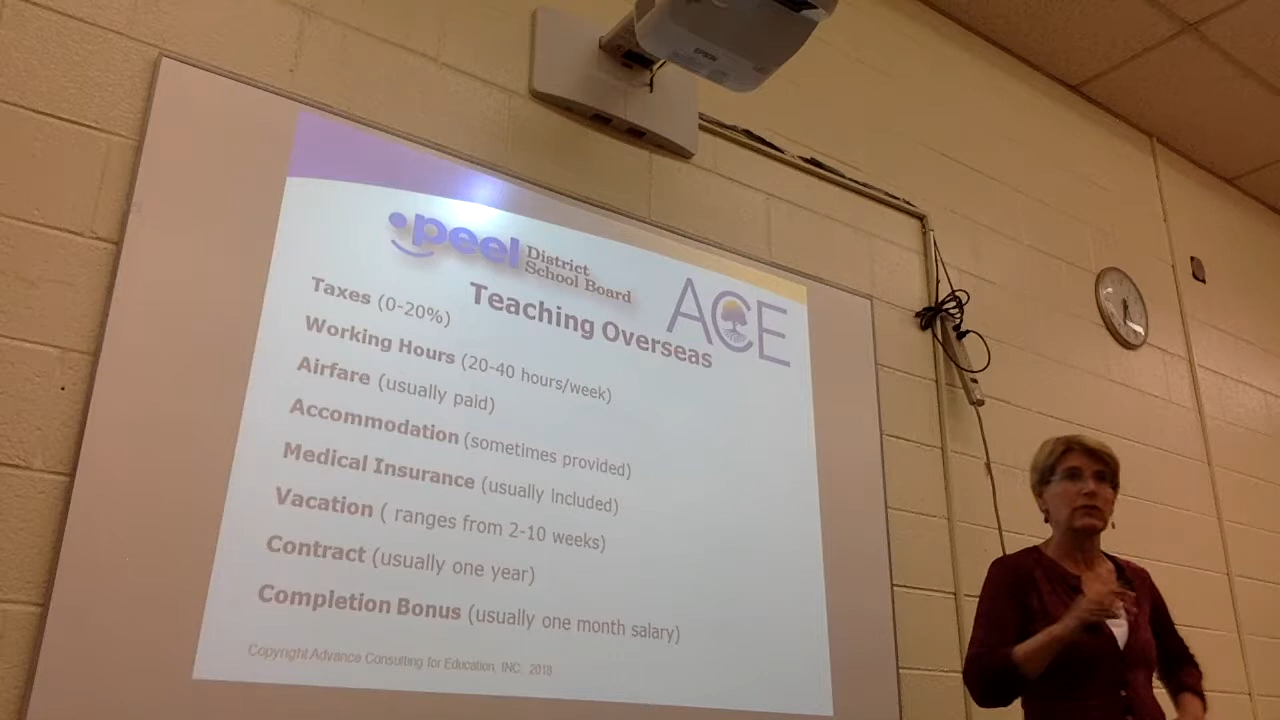 EPSON
peel District
School Board
ACE
Teaching Overseas
Taxes (0-20%)
Working Hours (20-40 hours/week)
Airfare (usually paid)
Accommodation (sometimes provided)
Medical Insurance (usually included)
Vacation ( ranges from 2-10 weeks)
Contract (usually one year)
Completion Bonus (usually one month salary)
Copyright Advance Consulting for Education, INC. 2018